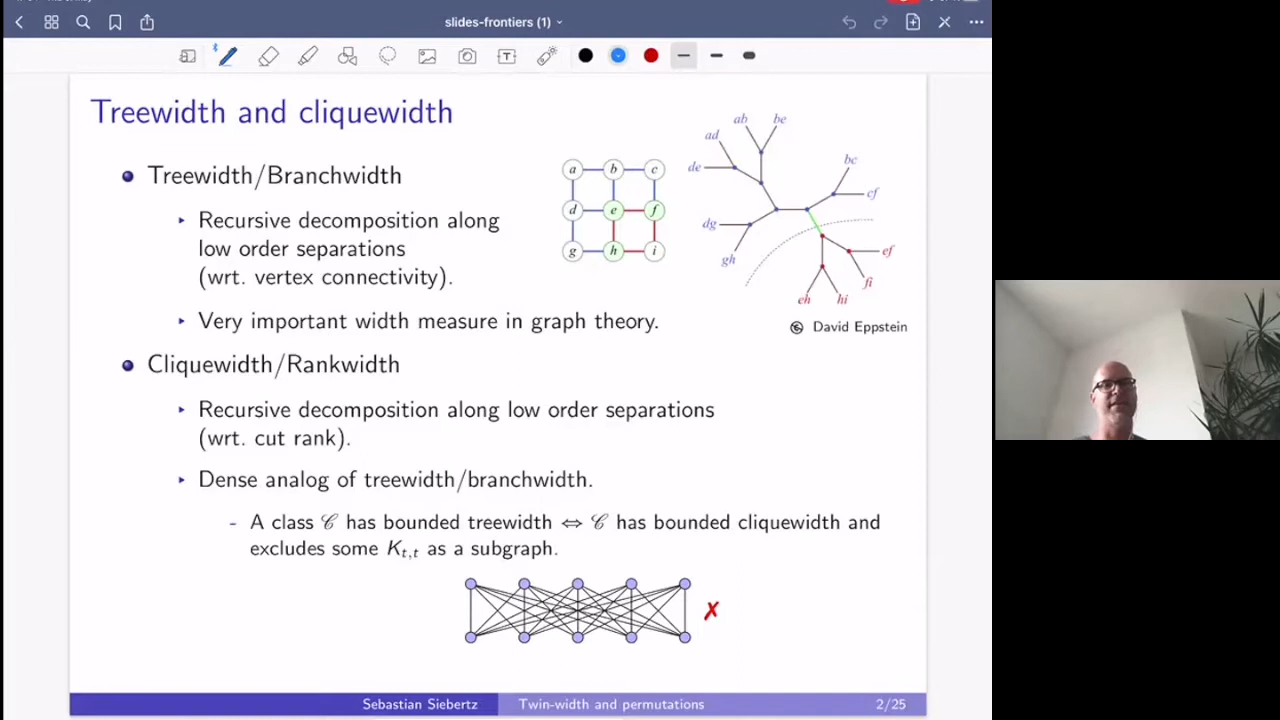 slides-frontiers (1)
Treewidth and cliquewidth
Treewidth/Branchwidth
Recursive decomposition along
low order separations
(wrt. vertex connectivity).
Very important width measure in graph theory.
a b c
d e f
g h i
ab be
ad
de
bc
cf
dg
gh
ef
fi
eh hi
David Eppstein
Cliquewidth/Rankwidth
Recursive decomposition along low order separations
(wrt. cut rank).
Dense analog of treewidth/branchwidth.
- A class 𝒞 has bounded treewidth ⇔ 𝒞 has bounded cliquewidth and
excludes some K_{t,t} as a subgraph.
✗
Sebastian Siebertz Twin-width and permutations 2/25